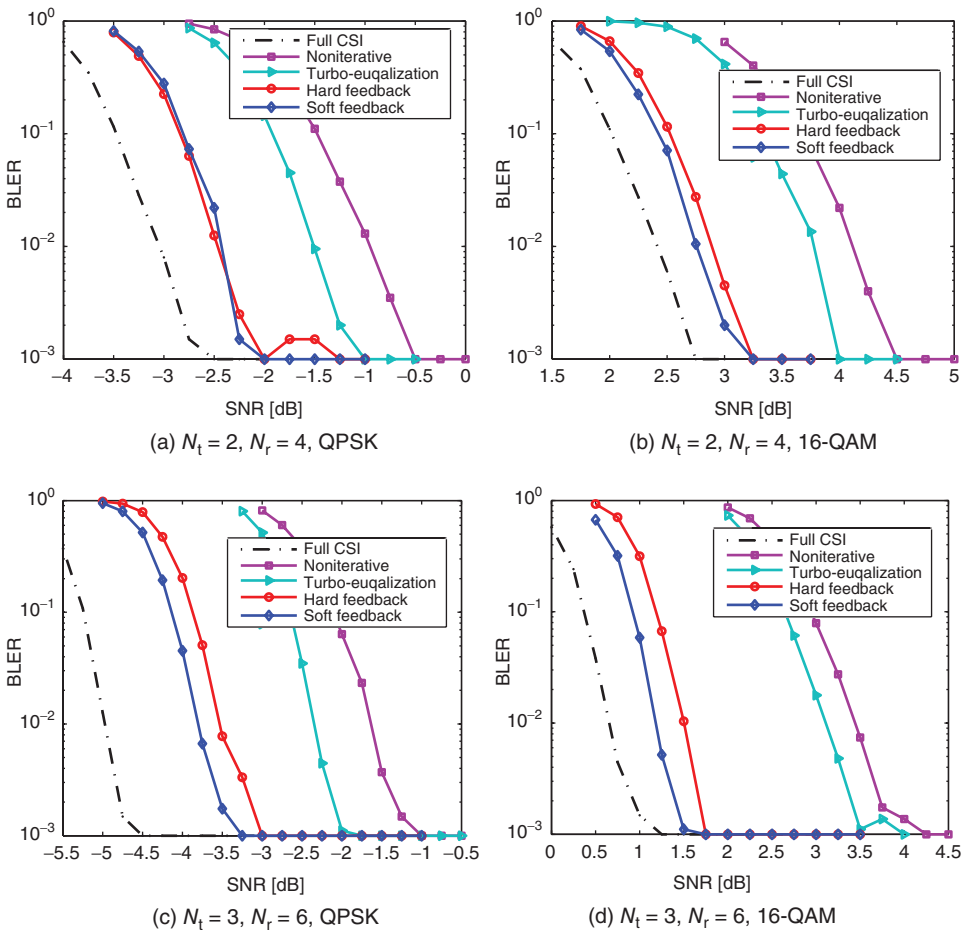 10^0
10^-1
10^-2
10^-3
BLER
Full CSI
Noniterative
Turbo-euqalization
Hard feedback
Soft feedback
−4 −3.5 −3 −2.5 −2 −1.5 −1 −0.5 0
SNR [dB]
(a) N_t = 2, N_r = 4, QPSK
10^0
10^-1
10^-2
10^-3
BLER
Full CSI
Noniterative
Turbo-euqalization
Hard feedback
Soft feedback
1.5 2 2.5 3 3.5 4 4.5 5
SNR [dB]
(b) N_t = 2, N_r = 4, 16-QAM
10^0
10^-1
10^-2
10^-3
BLER
Full CSI
Noniterative
Turbo-euqalization
Hard feedback
Soft feedback
−5.5 −5 −4.5 −4 −3.5 −3 −2.5 −2 −1.5 −1 −0.5
SNR [dB]
(c) N_t = 3, N_r = 6, QPSK
10^0
10^-1
10^-2
10^-3
BLER
Full CSI
Noniterative
Turbo-euqalization
Hard feedback
Soft feedback
0 0.5 1 1.5 2 2.5 3 3.5 4 4.5
SNR [dB]
(d) N_t = 3, N_r = 6, 16-QAM